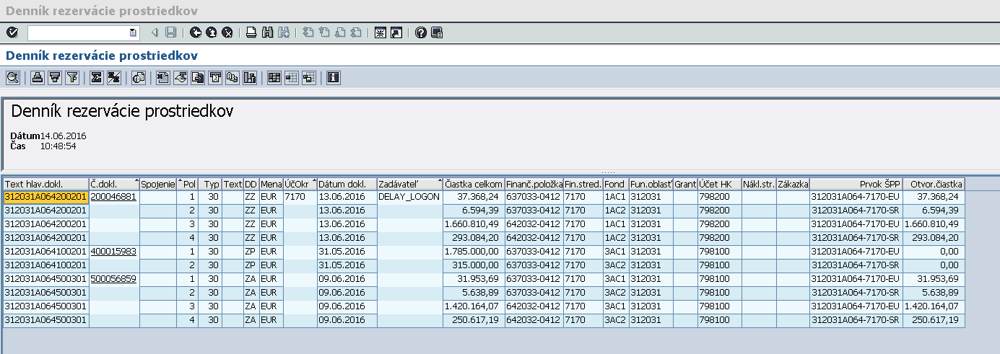 Denník rezervácie prostriedkov
Denník rezervácie prostriedkov
Denník rezervácie prostriedkov
Dátum 14.06.2016
Čas 10:48:54
Text hlav.dokl. Č.dokl. Spojenie Pol Typ Text DD Mena ÚčOkr Dátum dokl. Zadávateľ Čiastka celkom Finanč.položka Fin.stred. Fond Fun.oblasť Grant Účet HK Nákl.str. Zákazka Prvok ŠPP Otvor.čiastka
312031A064200201 200046881 1 30 ZZ EUR 7170 13.06.2016 DELAY_LOGON 37.368,24 637033-0412 7170 1AC1 312031 798200 312031A064-7170-EU 37.368,24
312031A064200201 2 30 ZZ EUR 13.06.2016 6.594,39 637033-0412 7170 1AC2 312031 798200 312031A064-7170-SR 6.594,39
312031A064200201 3 30 ZZ EUR 13.06.2016 1.660.810,49 642032-0412 7170 1AC1 312031 798200 312031A064-7170-EU 1.660.810,49
312031A064200201 4 30 ZZ EUR 13.06.2016 293.084,20 642032-0412 7170 1AC2 312031 798200 312031A064-7170-SR 293.084,20
312031A064100201 400015983 1 30 ZP EUR 31.05.2016 1.785.000,00 637033-0412 7170 3AC1 312031 798100 312031A064-7170-EU 0,00
312031A064100201 2 30 ZP EUR 31.05.2016 315.000,00 637033-0412 7170 3AC2 312031 798100 312031A064-7170-SR 0,00
312031A064500301 500056859 1 30 ZA EUR 09.06.2016 31.953,69 637033-0412 7170 3AC1 312031 798100 312031A064-7170-EU 31.953,69
312031A064500301 2 30 ZA EUR 09.06.2016 5.638,89 637033-0412 7170 3AC2 312031 798100 312031A064-7170-SR 5.638,89
312031A064500301 3 30 ZA EUR 09.06.2016 1.420.164,07 642032-0412 7170 3AC1 312031 798100 312031A064-7170-EU 1.420.164,07
312031A064500301 4 30 ZA EUR 09.06.2016 250.617,19 642032-0412 7170 3AC2 312031 798100 312031A064-7170-SR 250.617,19